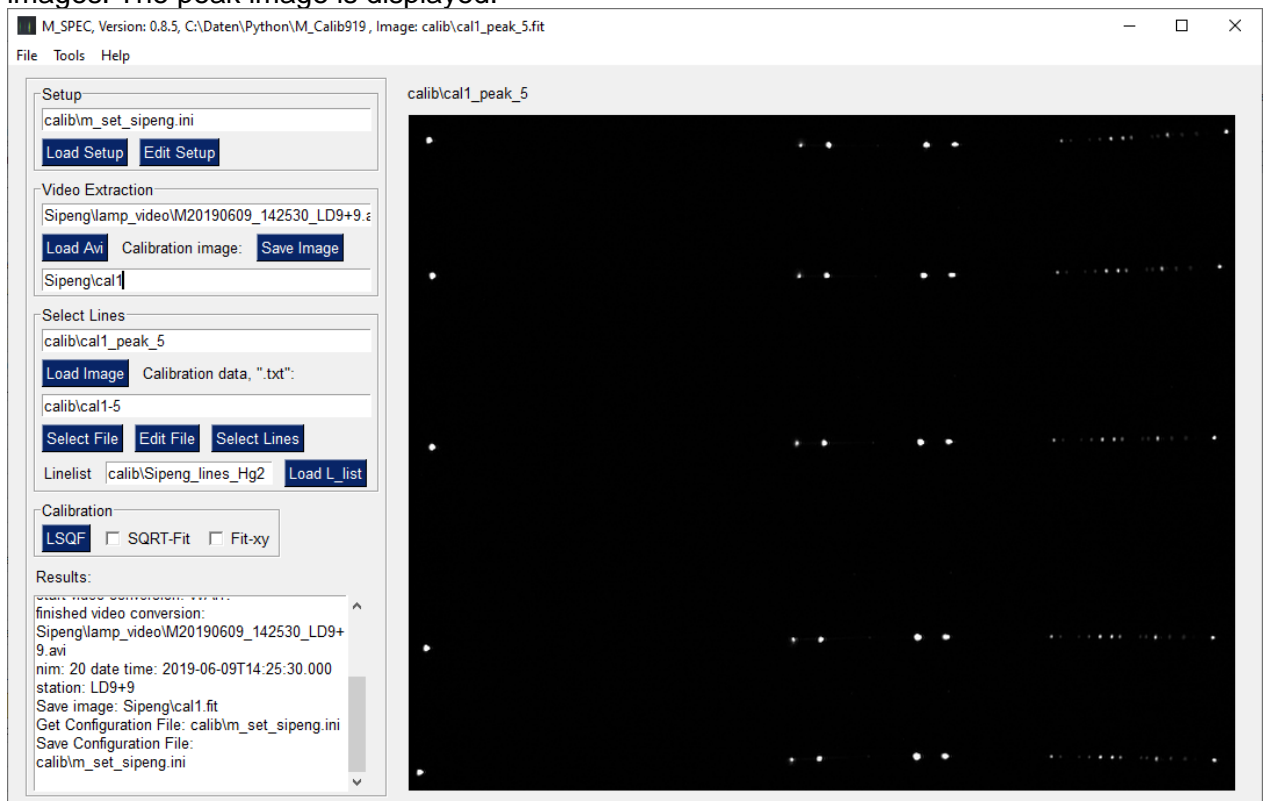 images. The peak image is displayed.
M_SPEC, Version: 0.8.5, C:\Daten\Python\M_Calib919 , Image: calib\cal1_peak_5.fit
File Tools Help
Setup
calib\m_set_sipeng.ini
Load Setup Edit Setup
Video Extraction
Sipeng\lamp_video\M20190609_142530_LD9+9.a
Load Avi Calibration image: Save Image
Sipeng\cal1
Select Lines
calib\cal1_peak_5
Load Image Calibration data, ".txt":
calib\cal1-5
Select File Edit File Select Lines
Linelist calib\Sipeng_lines_Hg2 Load L_list
Calibration
LSQF SQRT-Fit Fit-xy
Results:
start video conversion: WAIT!
finished video conversion:
Sipeng\lamp_video\M20190609_142530_LD9+
9.avi
nim: 20 date time: 2019-06-09T14:25:30.000
station: LD9+9
Save image: Sipeng\cal1.fit
Get Configuration File: calib\m_set_sipeng.ini
Save Configuration File:
calib\m_set_sipeng.ini
calib\cal1_peak_5